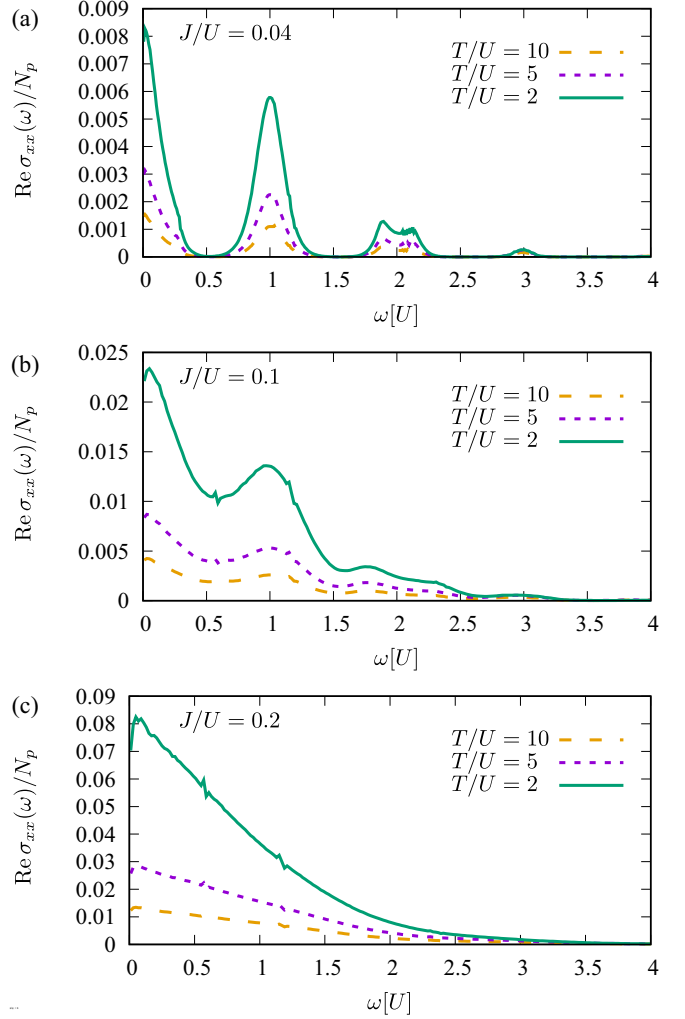 (a)
J/U = 0.04
T/U = 10
T/U = 5
T/U = 2
Re σxx(ω)/Np
0.009
0.008
0.007
0.006
0.005
0.004
0.003
0.002
0.001
0
0 0.5 1 1.5 2 2.5 3 3.5 4
ω[U]
(b)
J/U = 0.1
T/U = 10
T/U = 5
T/U = 2
Re σxx(ω)/Np
0.025
0.02
0.015
0.01
0.005
0
0 0.5 1 1.5 2 2.5 3 3.5 4
ω[U]
(c)
J/U = 0.2
T/U = 10
T/U = 5
T/U = 2
Re σxx(ω)/Np
0.09
0.08
0.07
0.06
0.05
0.04
0.03
0.02
0.01
0
0 0.5 1 1.5 2 2.5 3 3.5 4
ω[U]